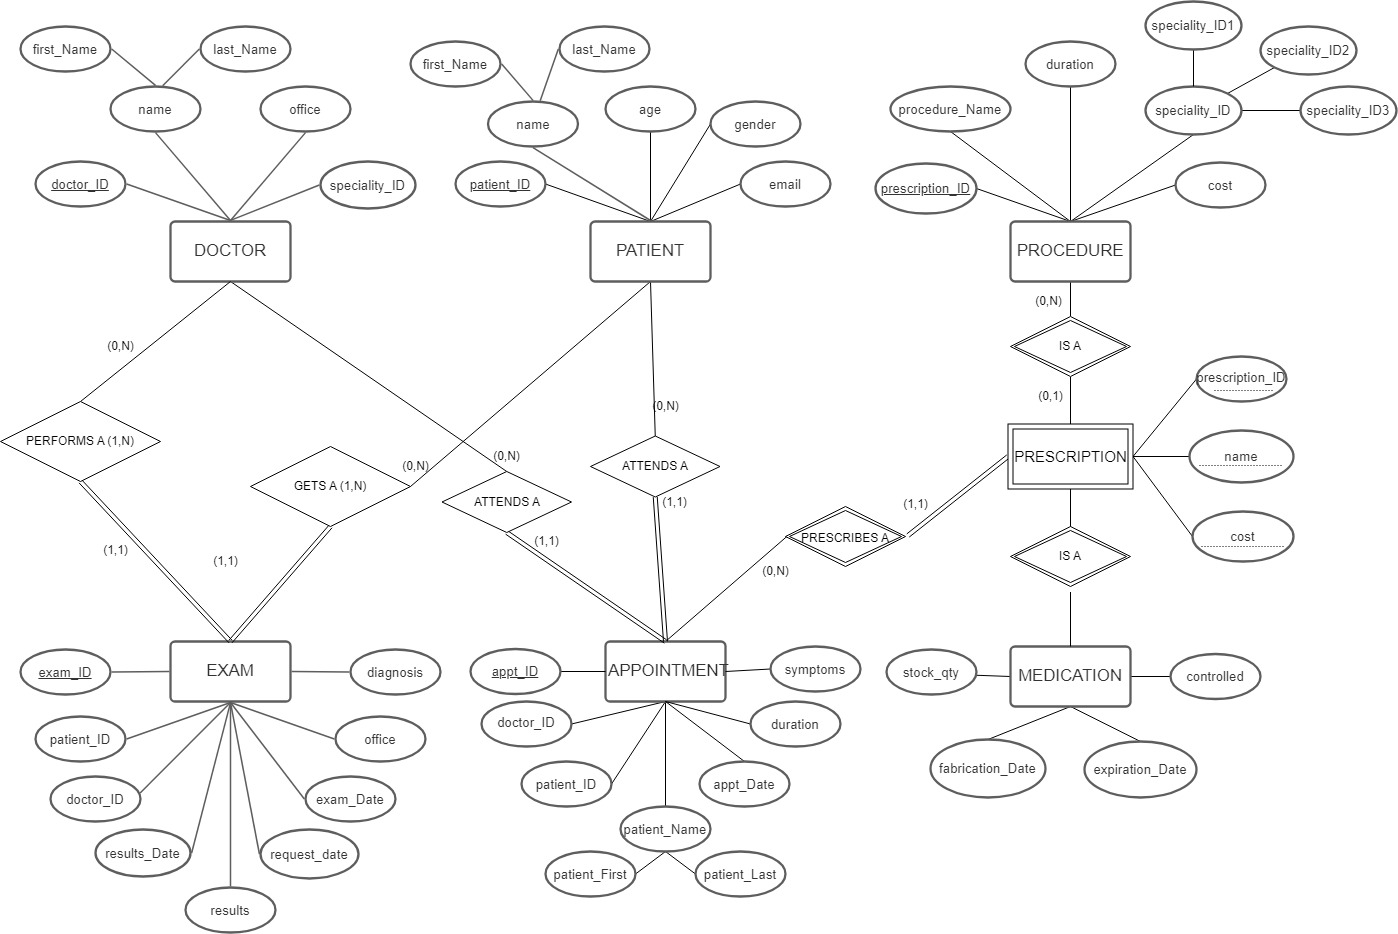 speciality_ID1
first_Name
last_Name
first_Name
last_Name
duration
speciality_ID2
name
office
name
age
gender
procedure_Name
speciality_ID
speciality_ID3
doctor_ID
speciality_ID
patient_ID
email
prescription_ID
cost
DOCTOR
PATIENT
PROCEDURE
(0,N)
(0,N)
IS A
prescription_ID
(0,1)
(0,N)
PERFORMS A (1,N)
(0,N)
(0,N)
ATTENDS A
PRESCRIPTION
name
GETS A (1,N)
ATTENDS A
(1,1)
(1,1)
(1,1)
(1,1)
(1,1)
PRESCRIBES A
cost
(0,N)
IS A
exam_ID
EXAM
diagnosis
appt_ID
APPOINTMENT
symptoms
stock_qty
MEDICATION
controlled
patient_ID
office
doctor_ID
duration
fabrication_Date
expiration_Date
doctor_ID
exam_Date
patient_ID
appt_Date
results_Date
request_date
patient_Name
patient_First
patient_Last
results